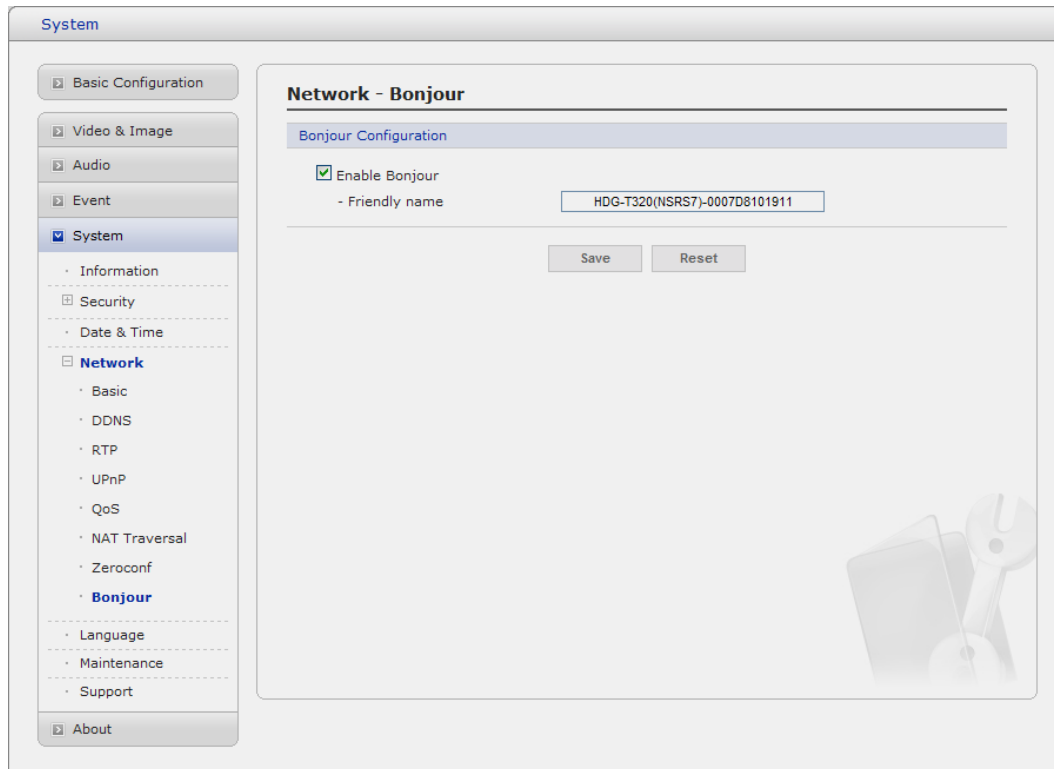 System
Basic Configuration
Video & Image
Audio
Event
System
Information
Security
Date & Time
Network
Basic
DDNS
RTP
UPnP
QoS
NAT Traversal
Zeroconf
Bonjour
Language
Maintenance
Support
About
Network - Bonjour
Bonjour Configuration
Enable Bonjour
- Friendly name HDG-T320(NSRS7)-0007D8101911
Save Reset